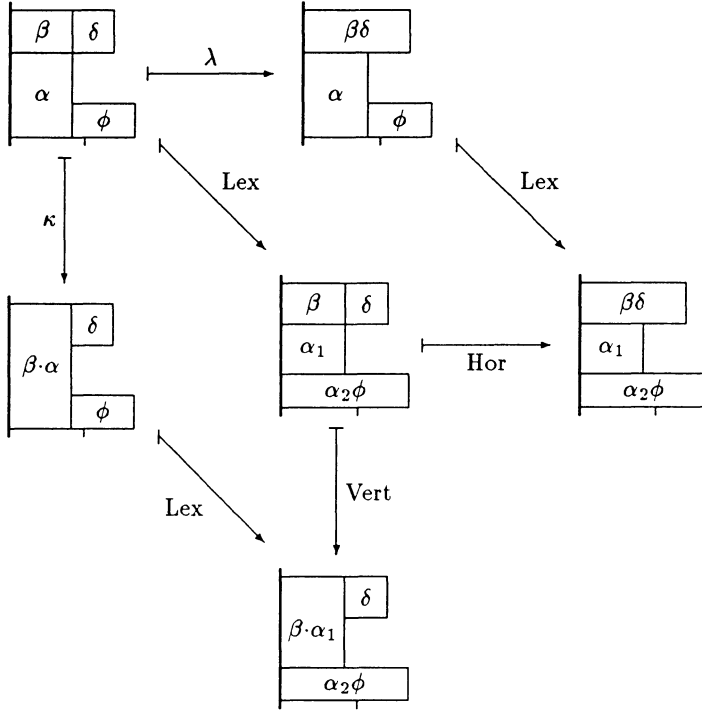 β δ βδ
λ
α α
φ φ
Lex Lex
κ
β δ βδ
δ
α₁ α₁
β·α Hor
α₂φ α₂φ
φ
Vert
Lex
δ
β·α₁
α₂φ